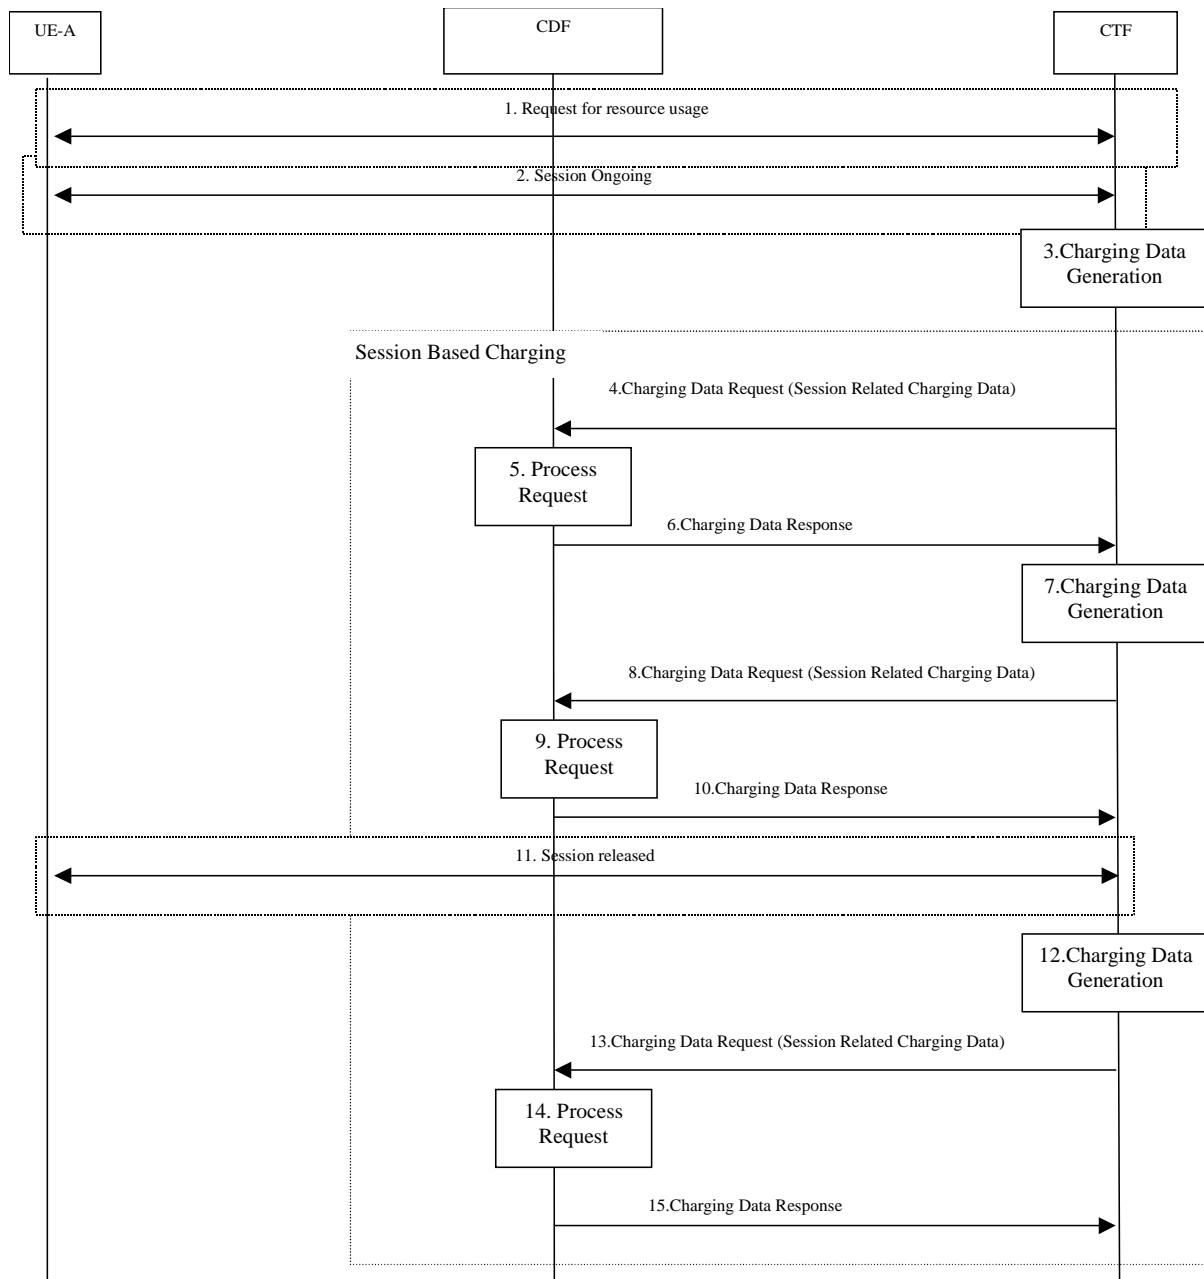 UE-A
CDF
CTF
1. Request for resource usage
2. Session Ongoing
3.Charging Data
Generation
Session Based Charging
4.Charging Data Request (Session Related Charging Data)
5. Process
Request
6.Charging Data Response
7.Charging Data
Generation
8.Charging Data Request (Session Related Charging Data)
9. Process
Request
10.Charging Data Response
11. Session released
12.Charging Data
Generation
13.Charging Data Request (Session Related Charging Data)
14. Process
Request
15.Charging Data Response